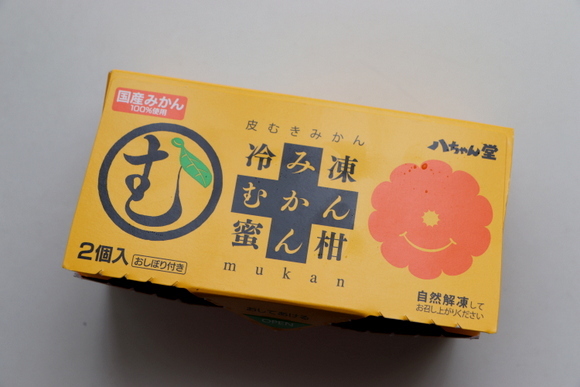 国産みかん
100%使用
皮むきみかん
八ちゃん堂
む
冷み凍
むかん
蜜ん柑
mukan
2個入
おしぼり付き
自然解凍して
お召し上がりください
OPEN